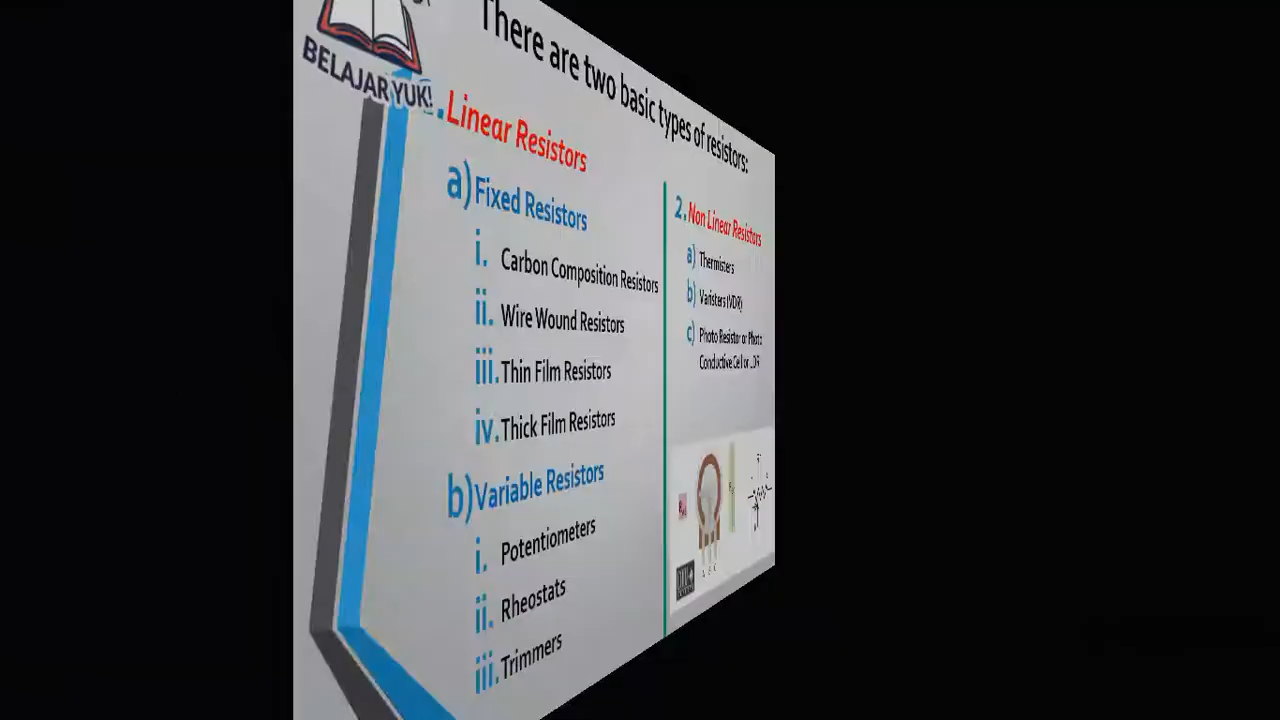 There are two basic types of resistors:
BELAJAR YUK!
Linear Resistors
a) Fixed Resistors
i. Carbon Composition Resistors
ii. Wire Wound Resistors
iii. Thin Film Resistors
iv. Thick Film Resistors
b) Variable Resistors
i. Potentiometers
ii. Rheostats
iii. Trimmers
2. Non Linear Resistors
a) Thermisters
b) Varisters (VDR)
c) Photo Resistor or Photo
Conductive Cell or LDR
A B C